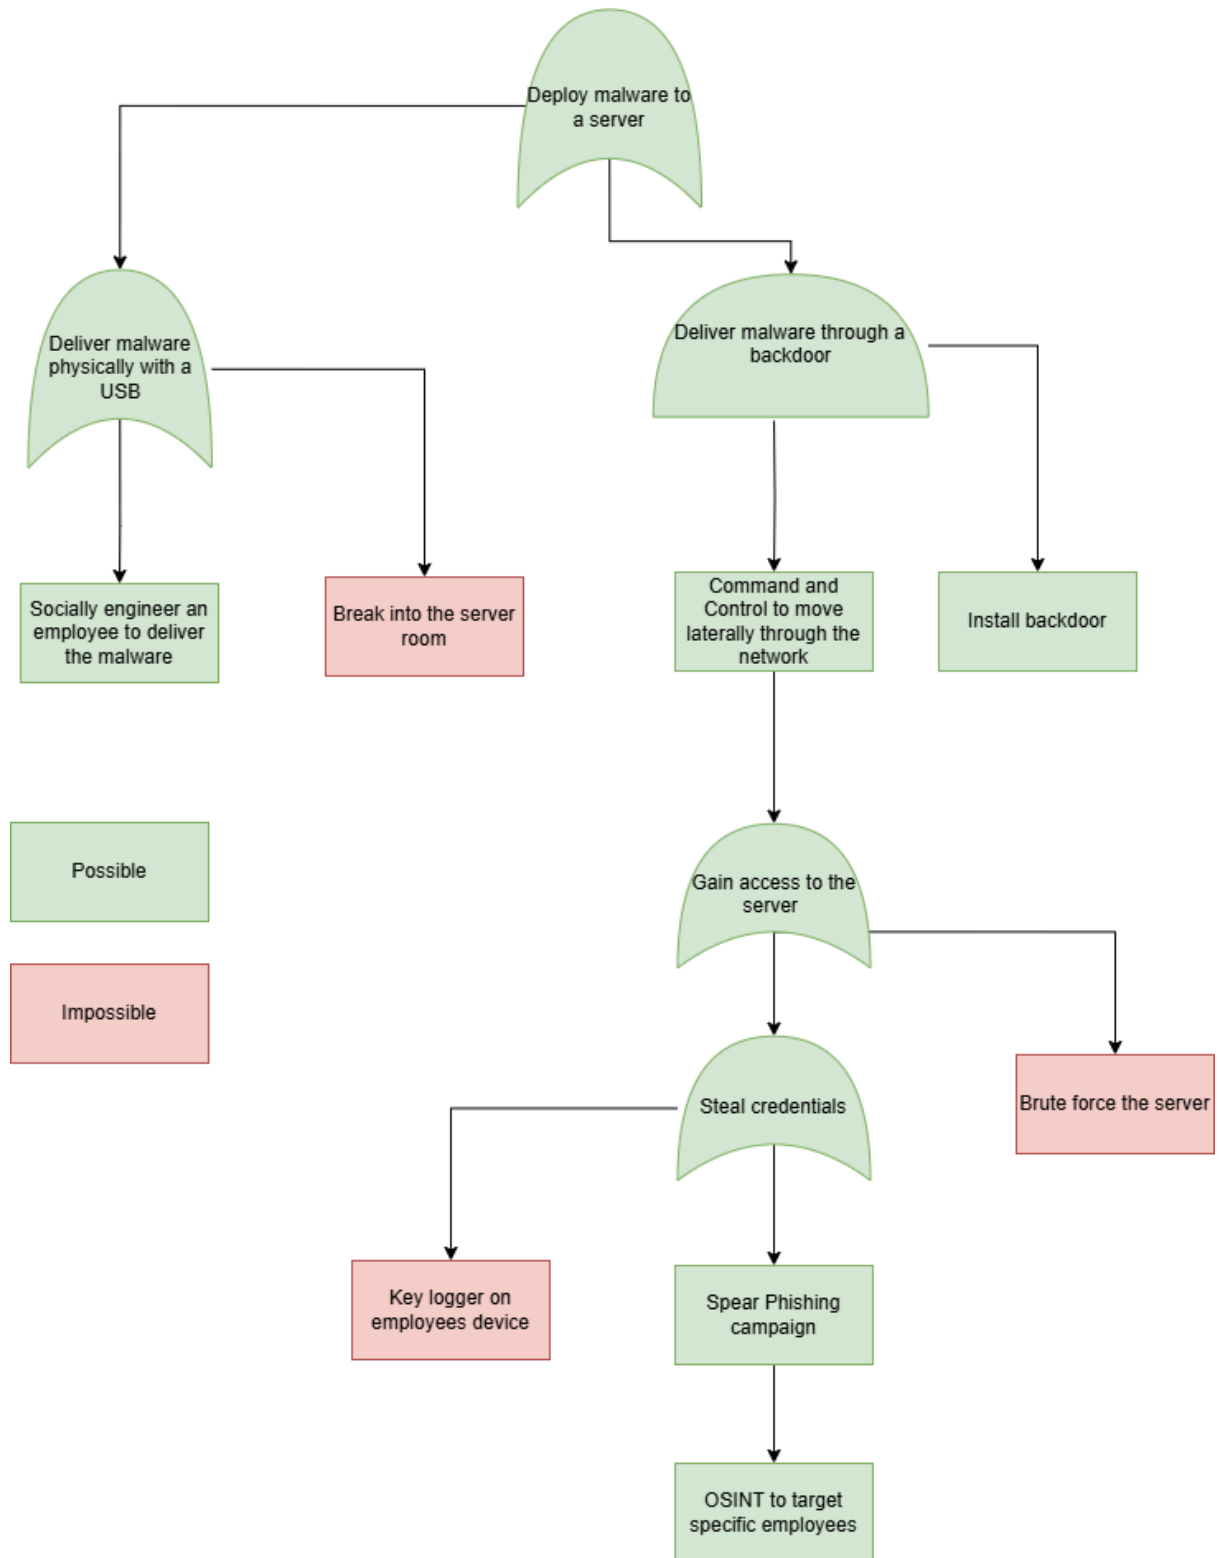 Deploy malware to
a server
Deliver malware
physically with a
USB
Deliver malware through a
backdoor
Socially engineer an
employee to deliver
the malware
Break into the server
room
Command and
Control to move
laterally through the
network
Install backdoor
Possible
Gain access to the
server
Impossible
Steal credentials
Brute force the server
Key logger on
employees device
Spear Phishing
campaign
OSINT to target
specific employees